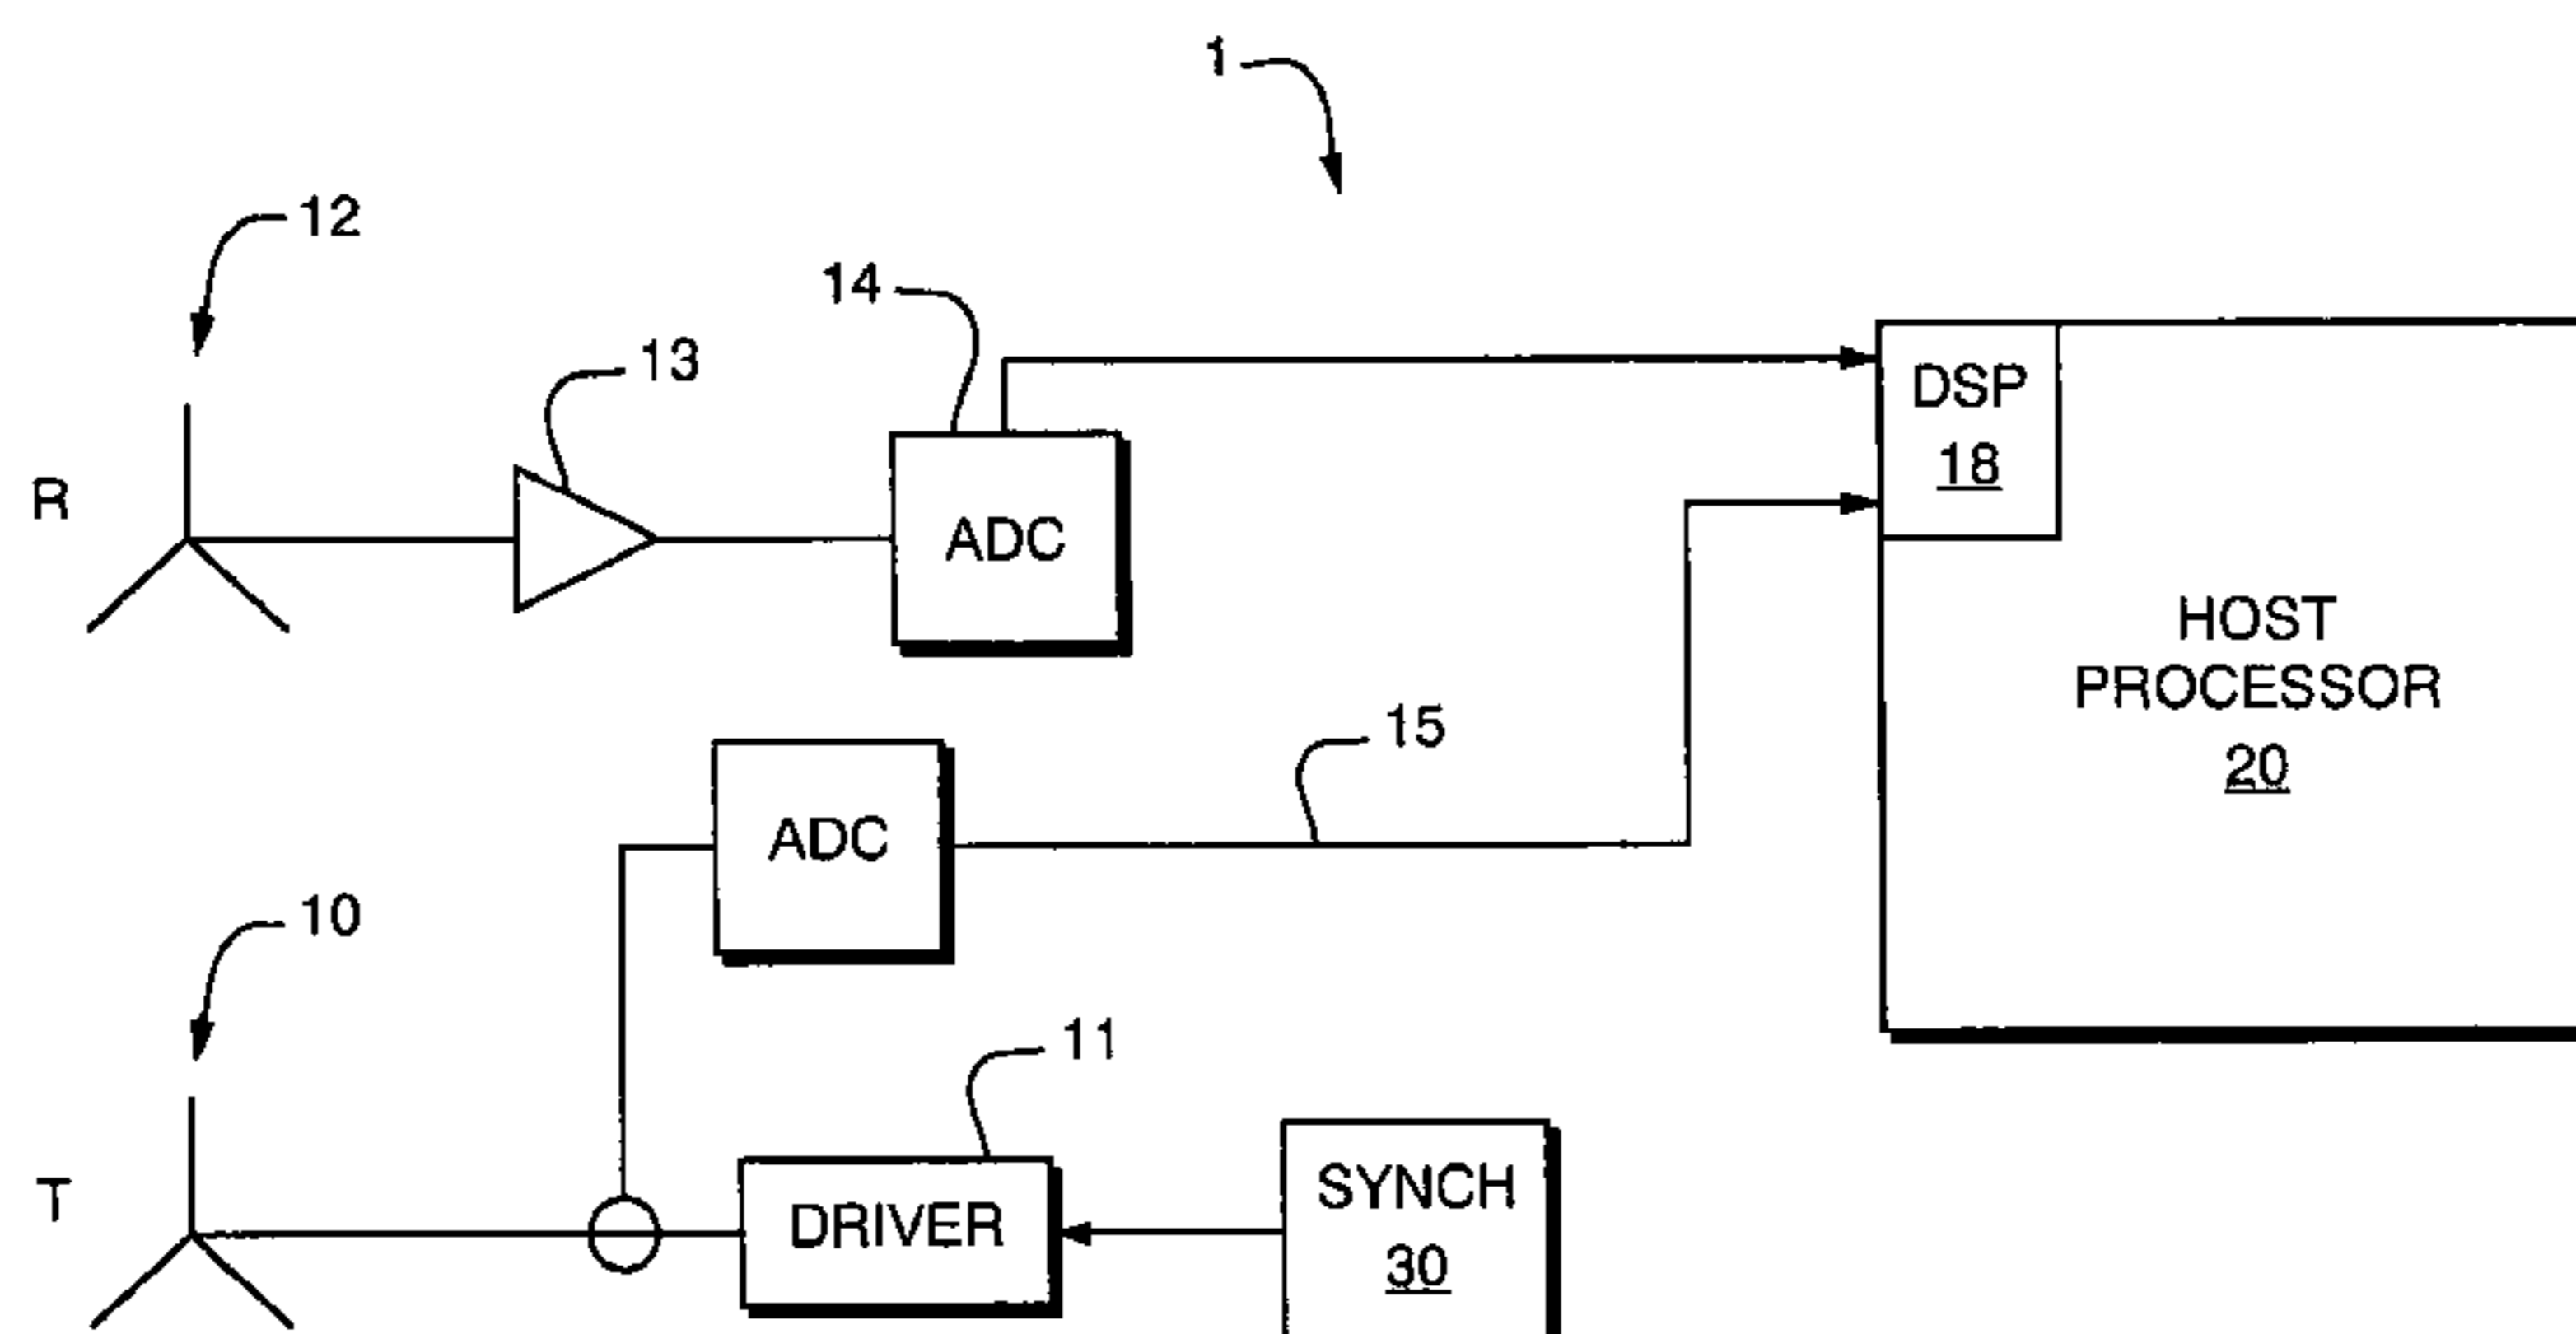 1
12
14
13
R
ADC
DSP
18
HOST
PROCESSOR
20
15
ADC
10
11
T
DRIVER
SYNCH
30